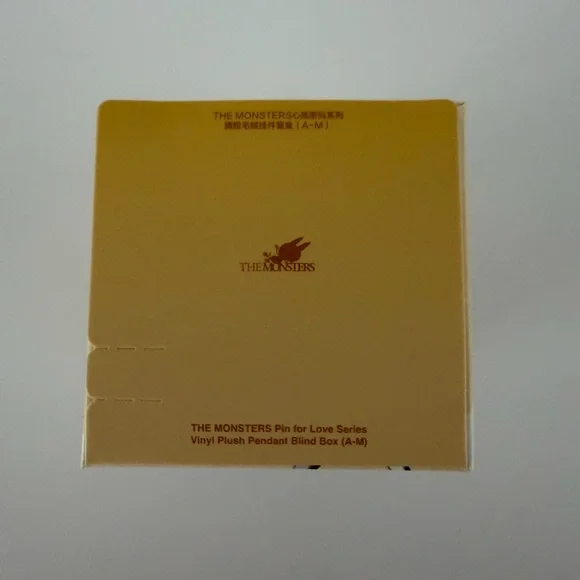 THE MONSTERS心底密码系列
搪胶毛绒挂件盲盒（A-M）
THE MONSTERS
THE MONSTERS Pin for Love Series
Vinyl Plush Pendant Blind Box (A-M)